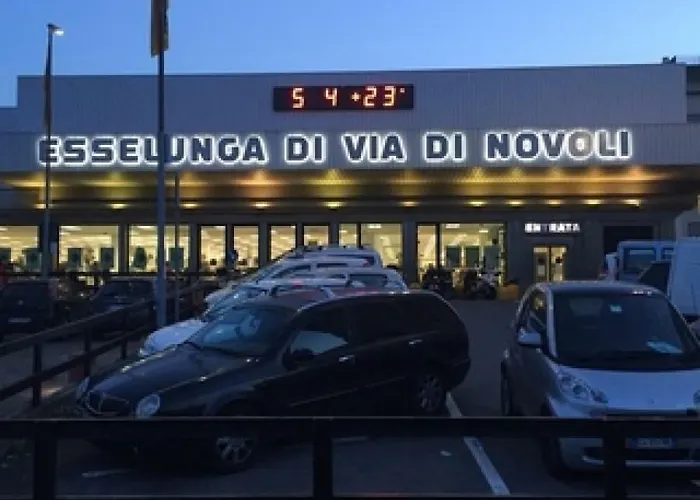 5 4 +23°
ESSELUNGA DI VIA DI NOVOLI
ENTRATA